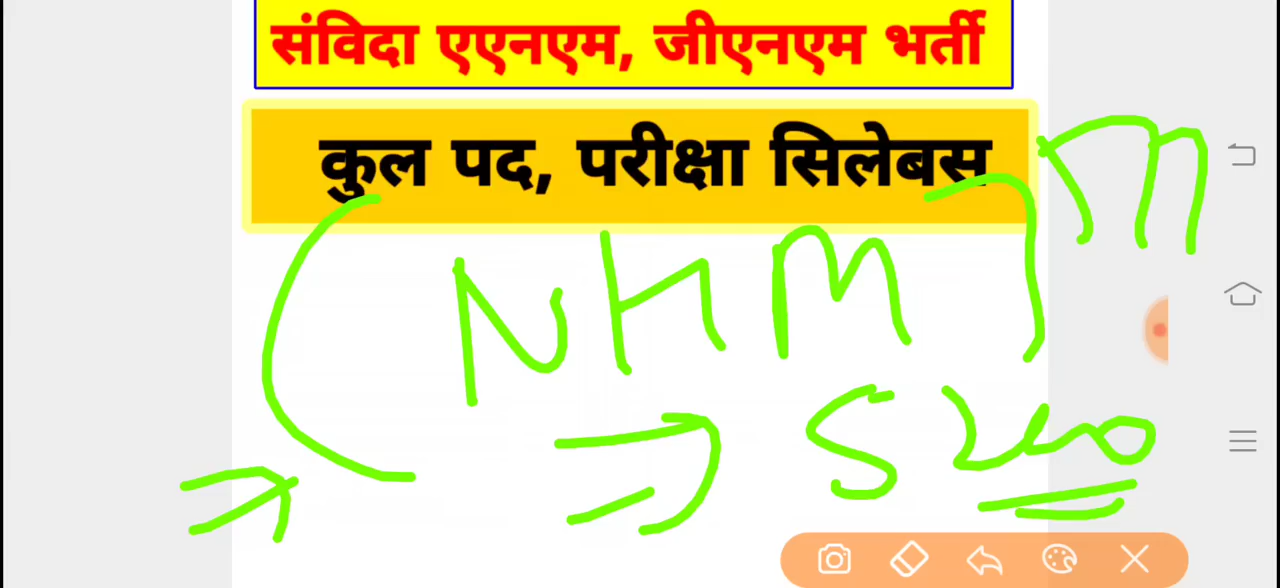 संविदा एएनएम, जीएनएम भर्ती
कुल पद, परीक्षा सिलेबस
NHM